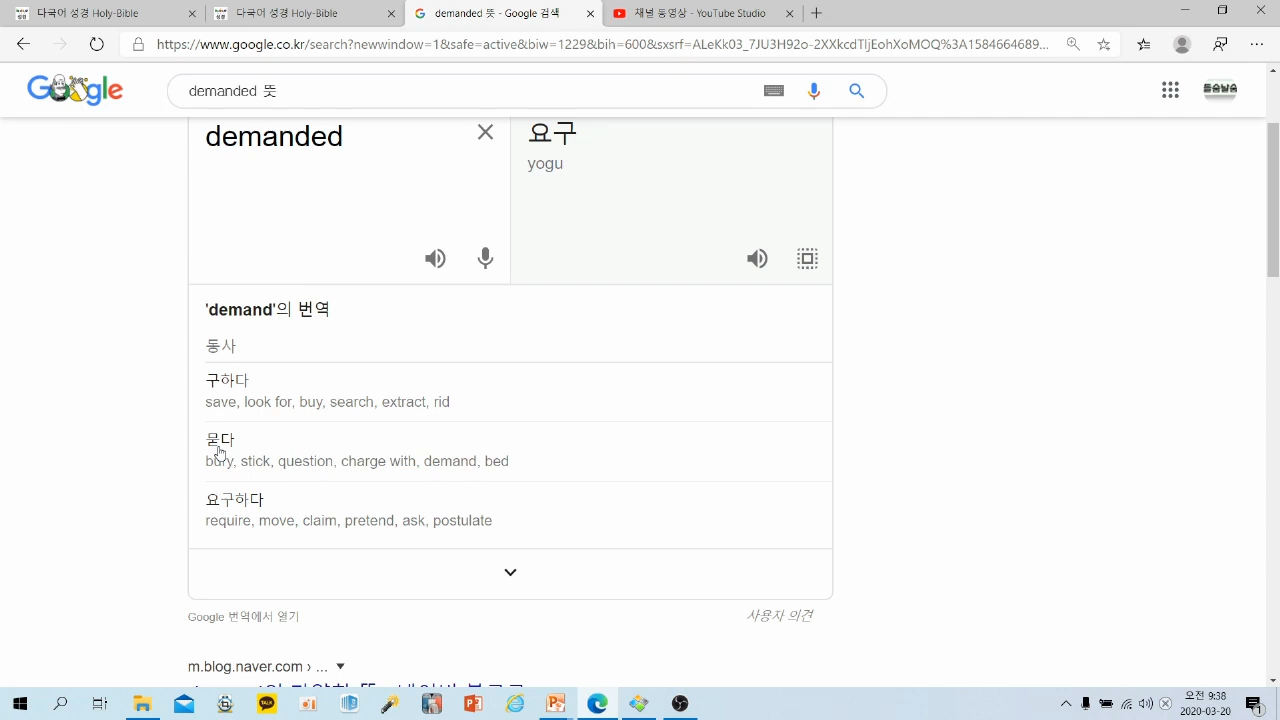 다국어 성경 Holy-Bible
다국어 성경 Holy-Bible
demanded 뜻 - Google 검색
채널 동영상 - YouTube Studio
https://www.google.co.kr/search?newwindow=1&safe=active&biw=1229&bih=600&sxsrf=ALeKk03_7JU3H92o-2XXkcdTIjEohXoMOQ%3A1584664689...
Google
demanded 뜻
demanded
요구
yogu
'demand'의 번역
동사
구하다
save, look for, buy, search, extract, rid
묻다
bury, stick, question, charge with, demand, bed
요구하다
require, move, claim, pretend, ask, postulate
Google 번역에서 열기
사용자 의견
m.blog.naver.com › ...
오전 9:38
2020-03-20